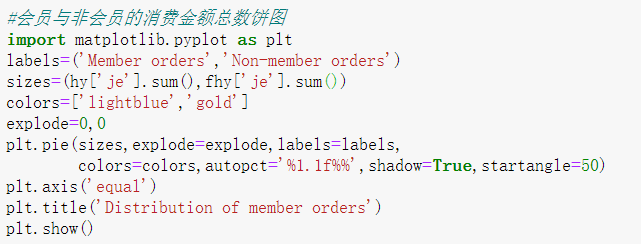 #会员与非会员的消费金额总数饼图
import matplotlib.pyplot as plt
labels=('Member orders','Non-member orders')
sizes=(hy['je'].sum(),fhy['je'].sum())
colors=['lightblue','gold']
explode=0,0
plt.pie(sizes,explode=explode,labels=labels,
        colors=colors,autopct='%1.1f%%',shadow=True,startangle=50)
plt.axis('equal')
plt.title('Distribution of member orders')
plt.show()